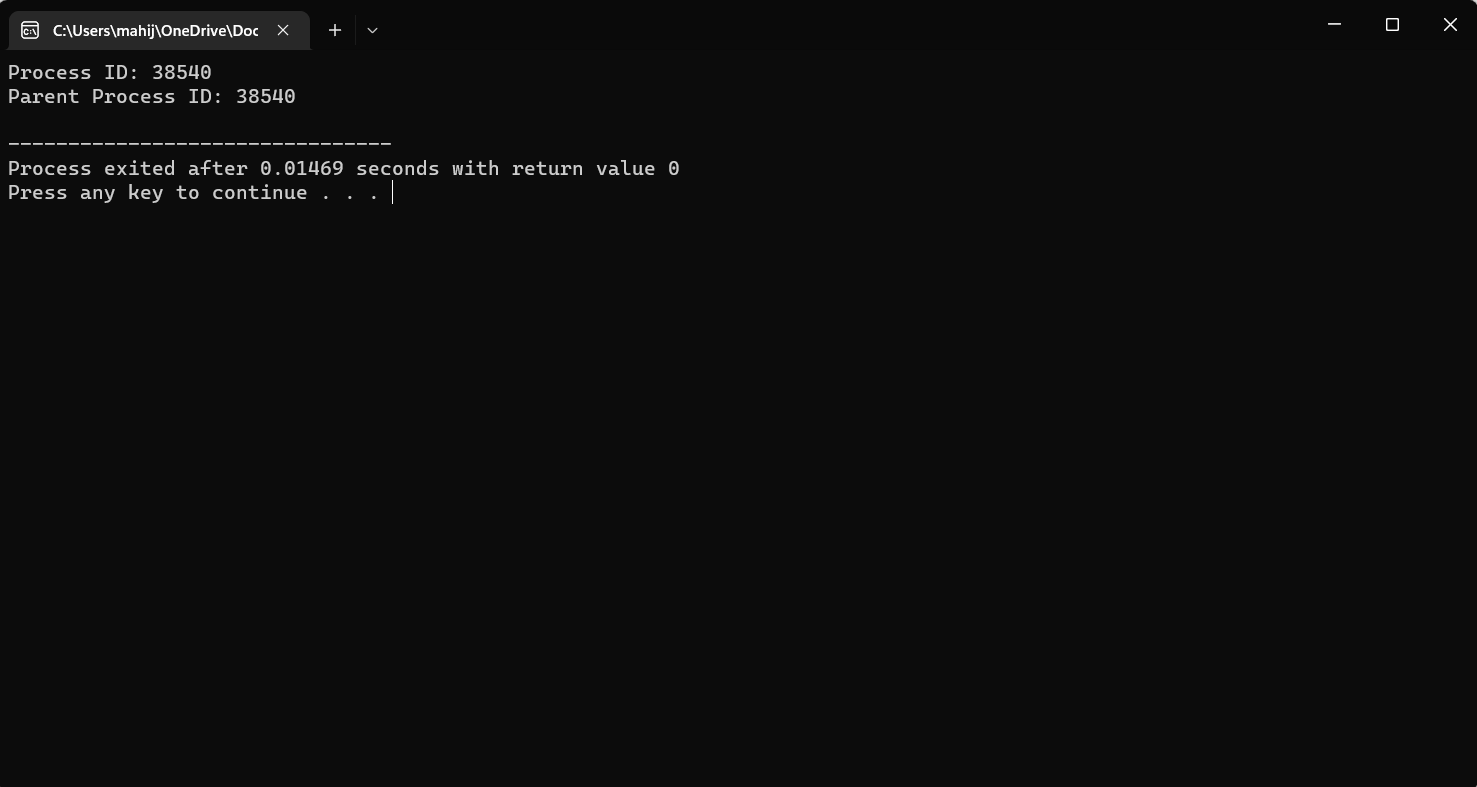 C:\Users\mahij\OneDrive\Doc
Process ID: 38540
Parent Process ID: 38540
--------------------------------
Process exited after 0.01469 seconds with return value 0
Press any key to continue . . .